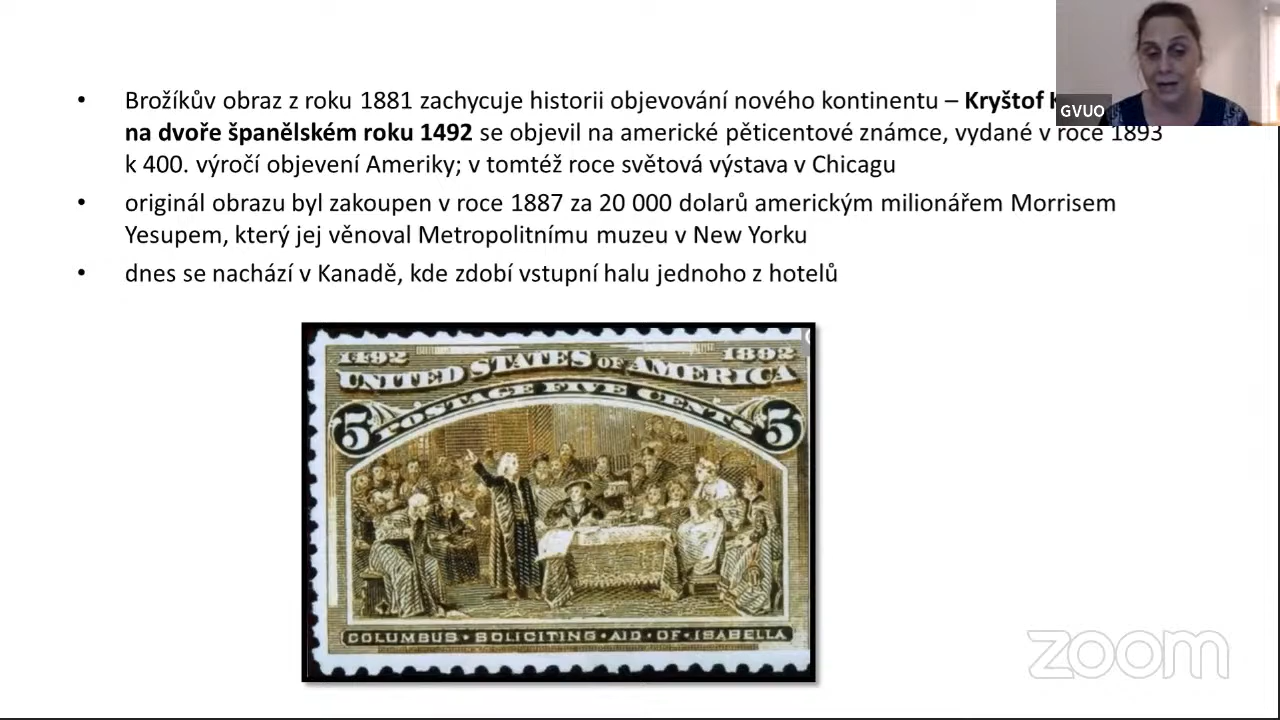 • Brožíkův obraz z roku 1881 zachycuje historii objevování nového kontinentu – Kryštof
na dvoře španělském roku 1492 se objevil na americké pěticentové známce, vydané v roce 1893
k 400. výročí objevení Ameriky; v tomtéž roce světová výstava v Chicagu
• originál obrazu byl zakoupen v roce 1887 za 20 000 dolarů americkým milionářem Morrisem
Yesupem, který jej věnoval Metropolitnímu muzeu v New Yorku
• dnes se nachází v Kanadě, kde zdobí vstupní halu jednoho z hotelů
GVUO
1492 1892
UNITED STATES OF AMERICA
5 POSTAGE FIVE CENTS 5
COLUMBUS · SOLICITING · AID · OF · ISABELLA
zoom